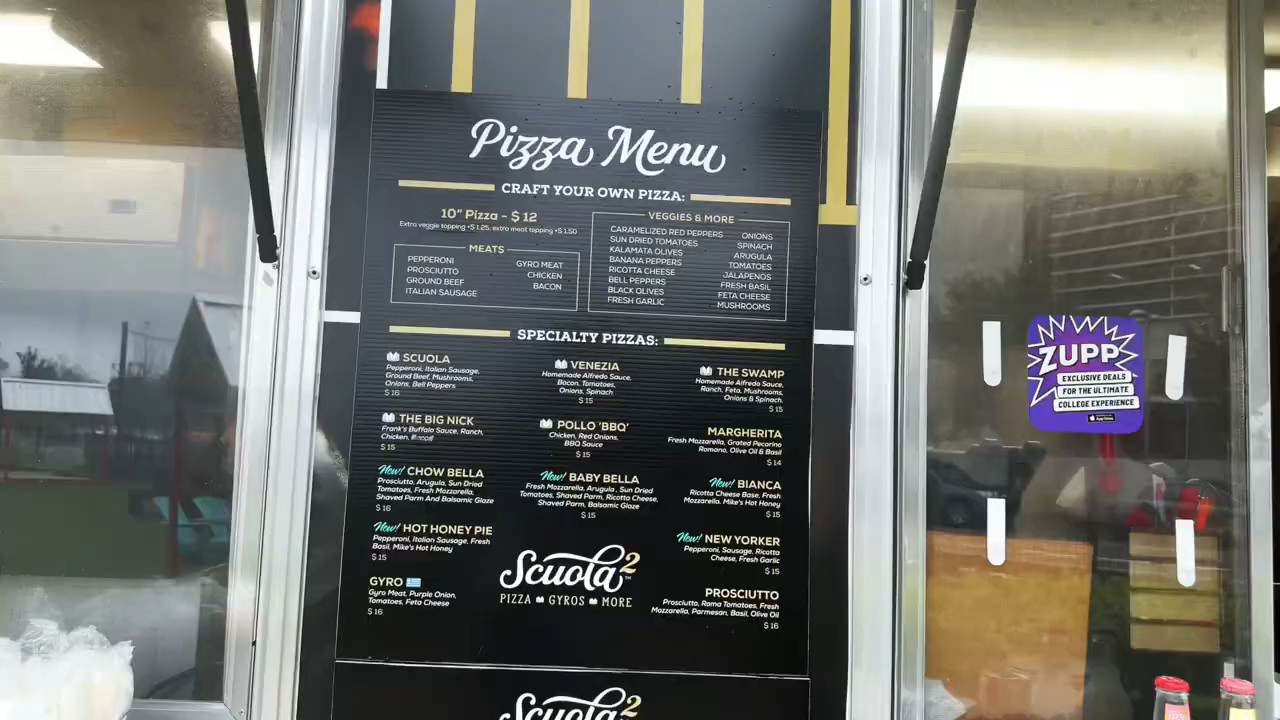 Pizza Menu
CRAFT YOUR OWN PIZZA:
10" Pizza - $12
Extra veggie topping +$1.25, extra meat topping +$1.50
MEATS
PEPPERONI
PROSCIUTTO
GROUND BEEF
ITALIAN SAUSAGE
GYRO MEAT
CHICKEN
BACON
VEGGIES & MORE
CARAMELIZED RED PEPPERS
SUN DRIED TOMATOES
KALAMATA OLIVES
BANANA PEPPERS
RICOTTA CHEESE
BELL PEPPERS
BLACK OLIVES
FRESH GARLIC
ONIONS
SPINACH
ARUGULA
TOMATOES
JALAPENOS
FRESH BASIL
FETA CHEESE
MUSHROOMS
SPECIALTY PIZZAS:
SCUOLA
Pepperoni, Italian Sausage,
Ground Beef, Mushrooms,
Onions, Bell Peppers
$16
VENEZIA
Homemade Alfredo Sauce,
Bacon, Tomatoes,
Onions, Spinach
$15
THE SWAMP
Homemade Alfredo Sauce,
Ranch, Feta, Mushrooms,
Onions & Spinach
$15
THE BIG NICK
Frank's Buffalo Sauce, Ranch,
Chicken,
$15
POLLO 'BBQ'
Chicken, Red Onions,
BBQ Sauce
$15
MARGHERITA
Fresh Mozzarella, Grated Pecorino
Romano, Olive Oil & Basil
$14
New! CHOW BELLA
Prosciutto, Arugula, Sun Dried
Tomatoes, Fresh Mozzarella,
Shaved Parm And Balsamic Glaze
$16
New! BABY BELLA
Fresh Mozzarella, Arugula, Sun Dried
Tomatoes, Shaved Parm, Ricotta Cheese,
Shaved Parm, Balsamic Glaze
$15
New! BIANCA
Ricotta Cheese Base, Fresh
Mozzarella, Mike's Hot Honey
$15
New! HOT HONEY PIE
Pepperoni, Italian Sausage, Fresh
Basil, Mike's Hot Honey
$15
New! NEW YORKER
Pepperoni, Sausage, Ricotta
Cheese, Fresh Garlic
$15
GYRO
Gyro Meat, Purple Onion,
Tomatoes, Feta Cheese
$16
PROSCIUTTO
Prosciutto, Roma Tomatoes, Fresh
Mozzarella, Parmesan, Basil, Olive Oil
$16
Scuola2™
PIZZA GYROS MORE
Scuola2
ZUPP
EXCLUSIVE DEALS
FOR THE ULTIMATE
COLLEGE EXPERIENCE
App Store